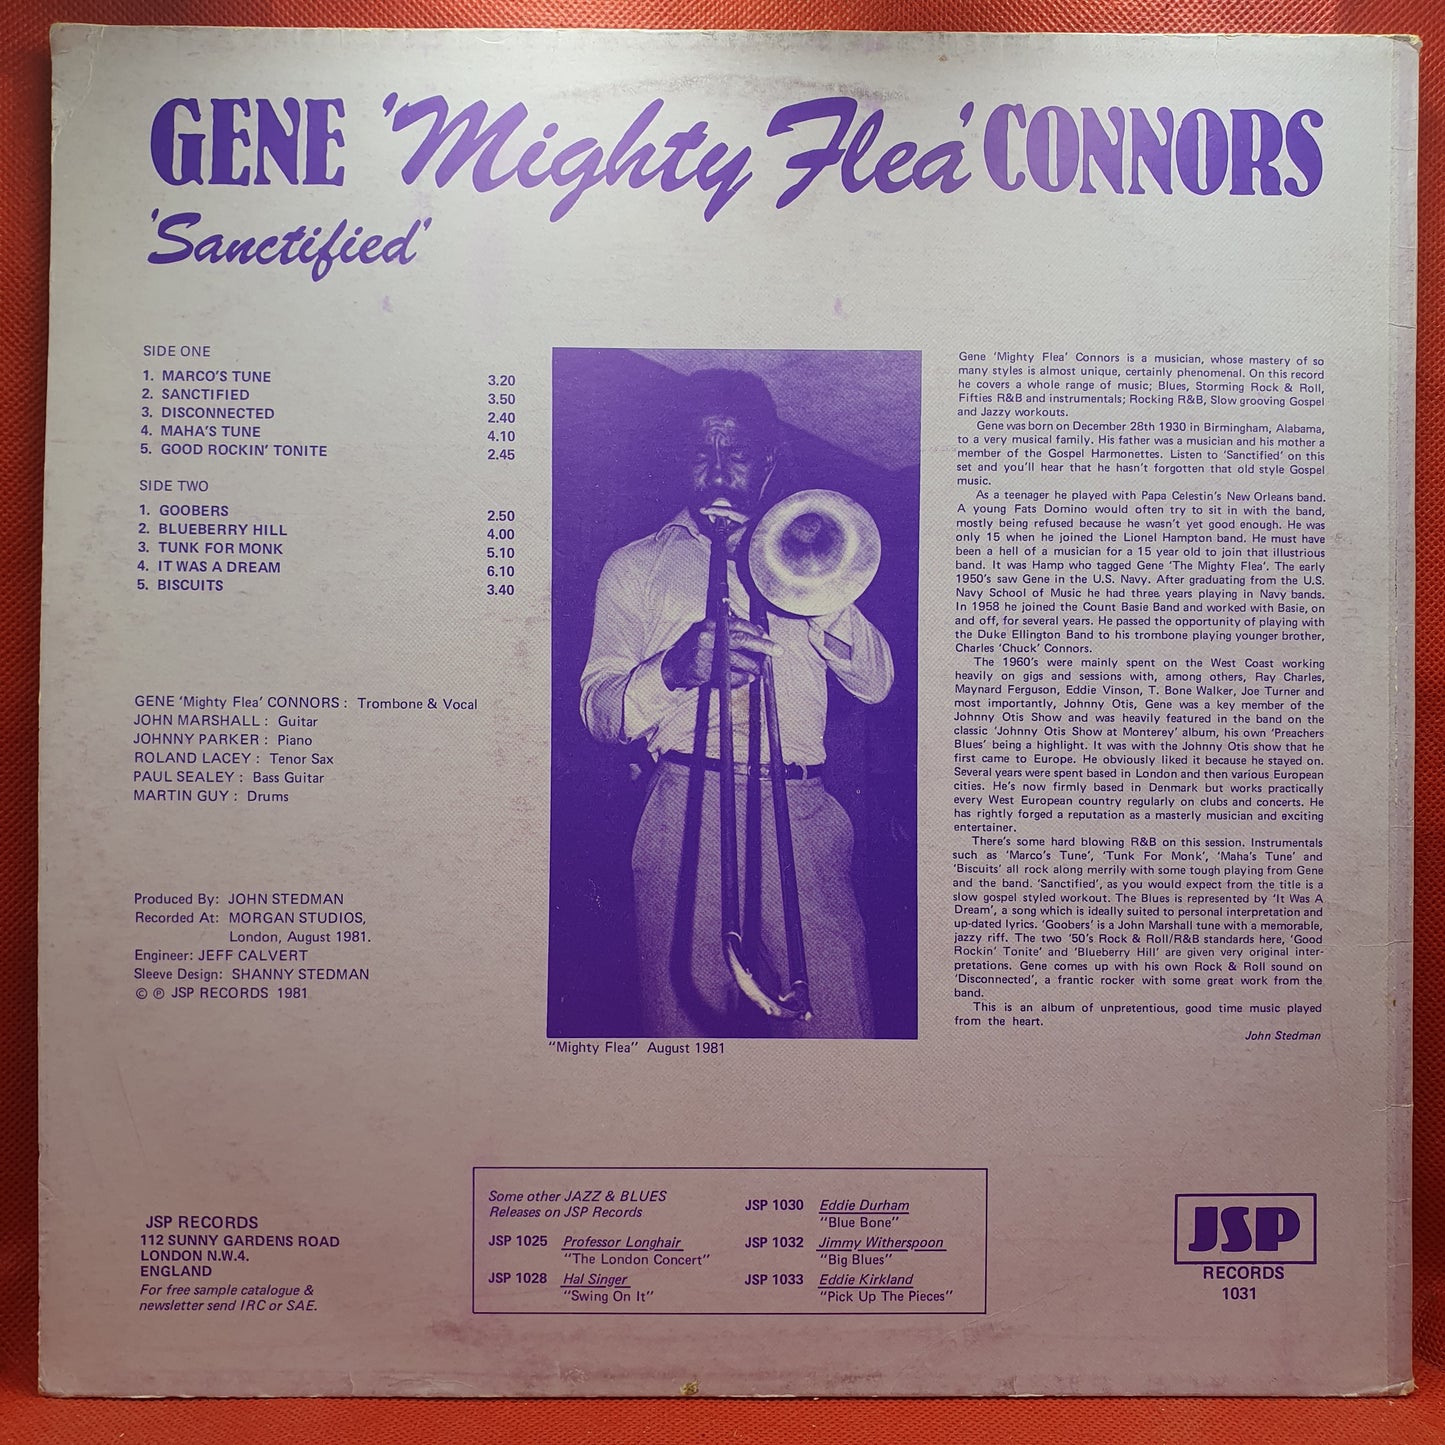 GENE 'Mighty Flea' CONNORS
'Sanctified'
SIDE ONE
1. MARCO'S TUNE 3.20
2. SANCTIFIED 3.50
3. DISCONNECTED 2.40
4. MAHA'S TUNE 4.10
5. GOOD ROCKIN' TONITE 2.45
SIDE TWO
1. GOOBERS 2.50
2. BLUEBERRY HILL 4.00
3. TUNK FOR MONK 5.10
4. IT WAS A DREAM 6.10
5. BISCUITS 3.40
GENE 'Mighty Flea' CONNORS : Trombone & Vocal
JOHN MARSHALL : Guitar
JOHNNY PARKER : Piano
ROLAND LACEY : Tenor Sax
PAUL SEALEY : Bass Guitar
MARTIN GUY : Drums
Produced By: JOHN STEDMAN
Recorded At: MORGAN STUDIOS,
London, August 1981.
Engineer: JEFF CALVERT
Sleeve Design: SHANNY STEDMAN
© ℗ JSP RECORDS 1981
"Mighty Flea" August 1981
Gene 'Mighty Flea' Connors is a musician, whose mastery of so
many styles is almost unique, certainly phenomenal. On this record
he covers a whole range of music; Blues, Storming Rock & Roll,
Fifties R&B and instrumentals; Rocking R&B, Slow grooving Gospel
and Jazzy workouts.
Gene was born on December 28th 1930 in Birmingham, Alabama,
to a very musical family. His father was a musician and his mother a
member of the Gospel Harmonettes. Listen to 'Sanctified' on this
set and you'll hear that he hasn't forgotten that old style Gospel
music.
As a teenager he played with Papa Celestin's New Orleans band.
A young Fats Domino would often try to sit in with the band,
mostly being refused because he wasn't yet good enough. He was
only 15 when he joined the Lionel Hampton band. He must have
been a hell of a musician for a 15 year old to join that illustrious
band. It was Hamp who tagged Gene 'The Mighty Flea'. The early
1950's saw Gene in the U.S. Navy. After graduating from the U.S.
Navy School of Music he had three years playing in Navy bands.
In 1958 he joined the Count Basie Band and worked with Basie, on
and off, for several years. He passed the opportunity of playing with
the Duke Ellington Band to his trombone playing younger brother,
Charles 'Chuck' Connors.
The 1960's were mainly spent on the West Coast working
heavily on gigs and sessions with, among others, Ray Charles,
Maynard Ferguson, Eddie Vinson, T. Bone Walker, Joe Turner and
most importantly, Johnny Otis, Gene was a key member of the
Johnny Otis Show and was heavily featured in the band on the
classic 'Johnny Otis Show at Monterey' album, his own 'Preachers
Blues' being a highlight. It was with the Johnny Otis show that he
first came to Europe. He obviously liked it because he stayed on.
Several years were spent based in London and then various European
cities. He's now firmly based in Denmark but works practically
every West European country regularly on clubs and concerts. He
has rightly forged a reputation as a masterly musician and exciting
entertainer.
There's some hard blowing R&B on this session. Instrumentals
such as 'Marco's Tune', 'Tunk For Monk', 'Maha's Tune' and
'Biscuits' all rock along merrily with some tough playing from Gene
and the band. 'Sanctified', as you would expect from the title is a
slow gospel styled workout. The Blues is represented by 'It Was A
Dream', a song which is ideally suited to personal interpretation and
up-dated lyrics. 'Goobers' is a John Marshall tune with a memorable,
jazzy riff. The two '50's Rock & Roll/R&B standards here, 'Good
Rockin' Tonite' and 'Blueberry Hill' are given very original inter-
pretations. Gene comes up with his own Rock & Roll sound on
'Disconnected', a frantic rocker with some great work from the
band.
This is an album of unpretentious, good time music played
from the heart.
John Stedman
JSP RECORDS
112 SUNNY GARDENS ROAD
LONDON N.W.4.
ENGLAND
For free sample catalogue &
newsletter send IRC or SAE.
Some other JAZZ & BLUES
Releases on JSP Records
JSP 1025 Professor Longhair
"The London Concert"
JSP 1028 Hal Singer
"Swing On It"
JSP 1030 Eddie Durham
"Blue Bone"
JSP 1032 Jimmy Witherspoon
"Big Blues"
JSP 1033 Eddie Kirkland
"Pick Up The Pieces"
JSP
RECORDS
1031